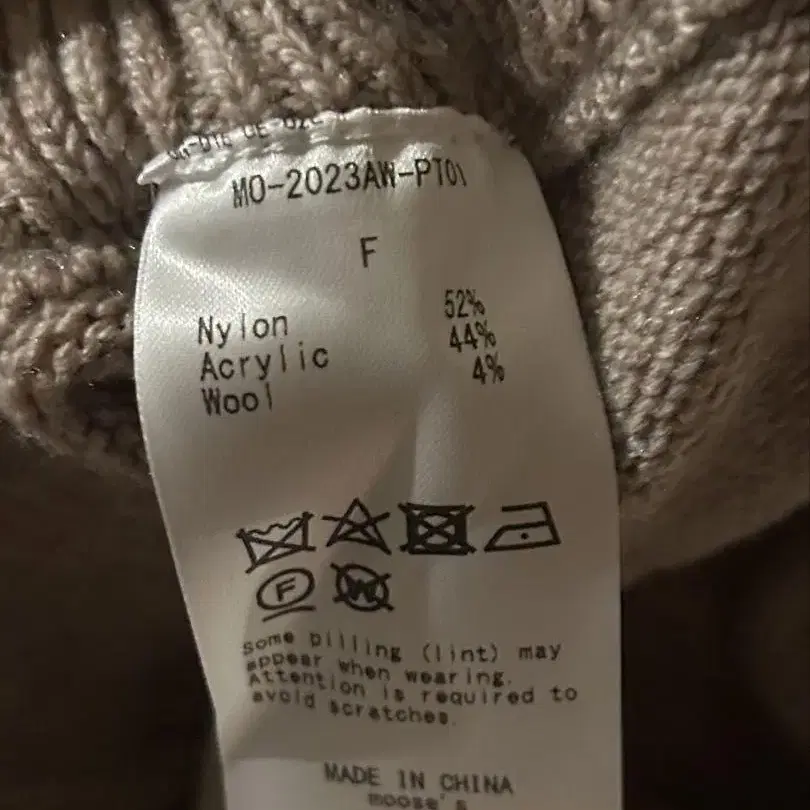 MO-2023AW-PT01
F
Nylon 52%
Acrylic 44%
Wool 4%
F
W
Some pilling (lint) may
appear when wearing.
Attention is required to
avoid scratches.
MADE IN CHINA
moose's